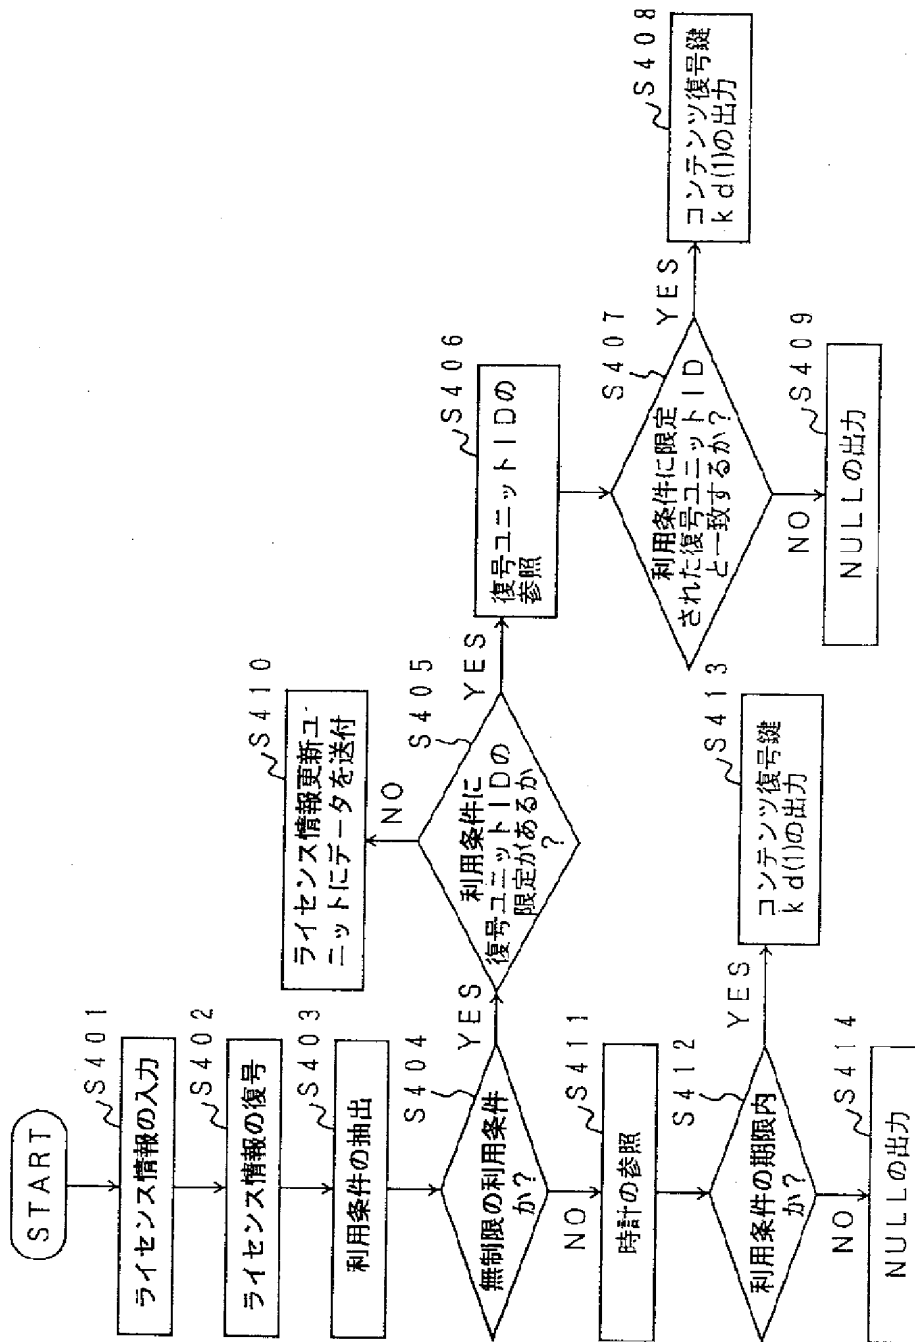 START
S401
ライセンス情報の入力
S402
ライセンス情報の復号
S403
利用条件の抽出
S404
無制限の利用条件
か?
YES
NO
S405
利用条件に
復号ユニットIDの
限定があるか
?
NO
YES
S410
ライセンス情報更新ユ
ニットにデータを送付
S406
復号ユニットIDの
参照
S407
利用条件に限定
された復号ユニットID
と一致するか?
YES
NO
S408
コンテンツ復号鍵
kd(1)の出力
S409
NULLの出力
S411
時計の参照
S412
利用条件の期限内
か?
YES
NO
S413
コンテンツ復号鍵
kd(1)の出力
S414
NULLの出力